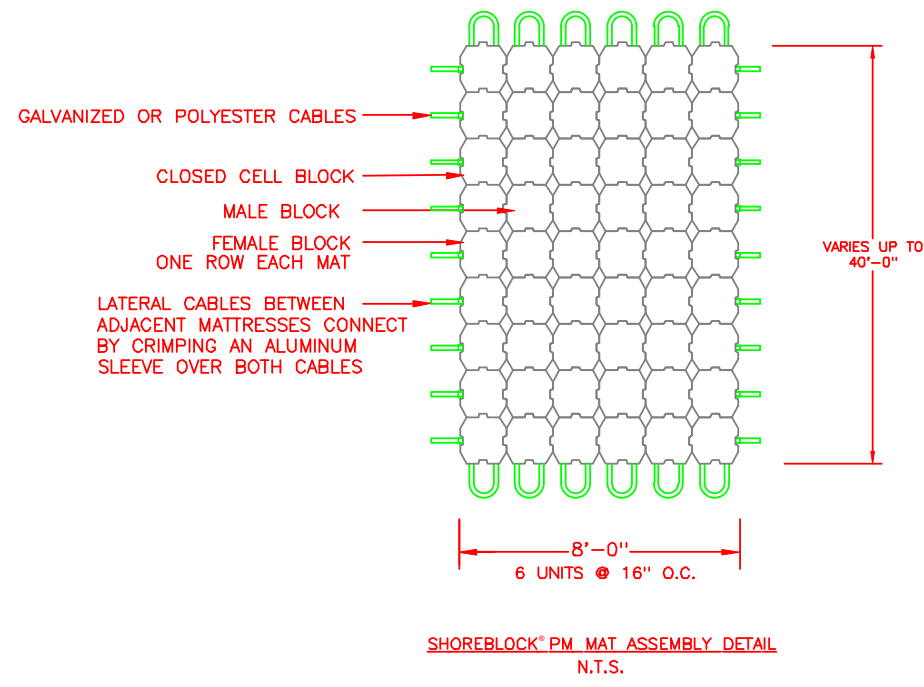 GALVANIZED OR POLYESTER CABLES
CLOSED CELL BLOCK
MALE BLOCK
FEMALE BLOCK
ONE ROW EACH MAT
LATERAL CABLES BETWEEN
ADJACENT MATTRESSES CONNECT
BY CRIMPING AN ALUMINUM
SLEEVE OVER BOTH CABLES
VARIES UP TO
40'-0"
8'-0"
6 UNITS @ 16" O.C.
SHOREBLOCK® PM MAT ASSEMBLY DETAIL
N.T.S.